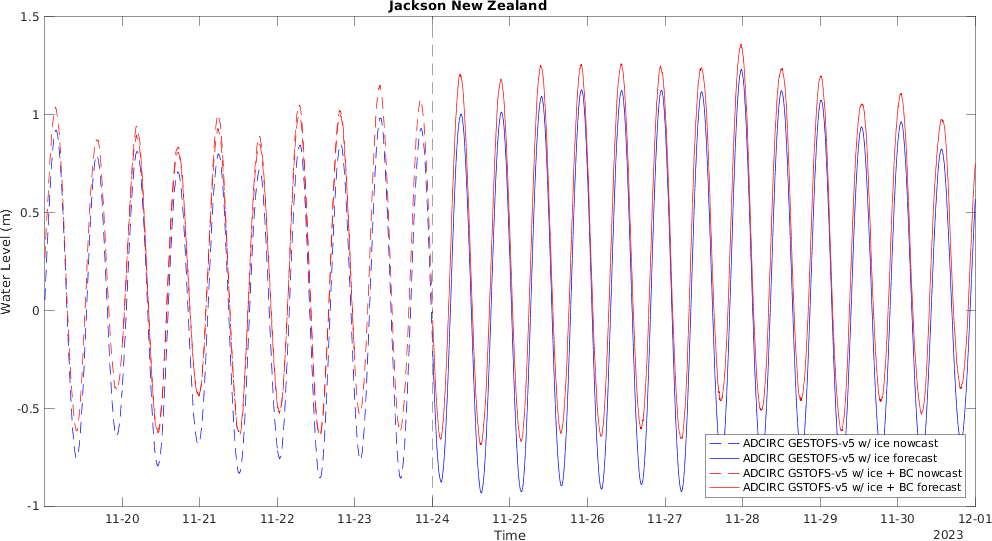 Jackson New Zealand
1.5
1
0.5
0
-0.5
-1
Water Level (m)
11-20
11-21
11-22
11-23
11-24
11-25
11-26
11-27
11-28
11-29
11-30
12-01
2023
Time
ADCIRC GESTOFS-v5 w/ ice nowcast
ADCIRC GESTOFS-v5 w/ ice forecast
ADCIRC GSTOFS-v5 w/ ice + BC nowcast
ADCIRC GSTOFS-v5 w/ ice + BC forecast